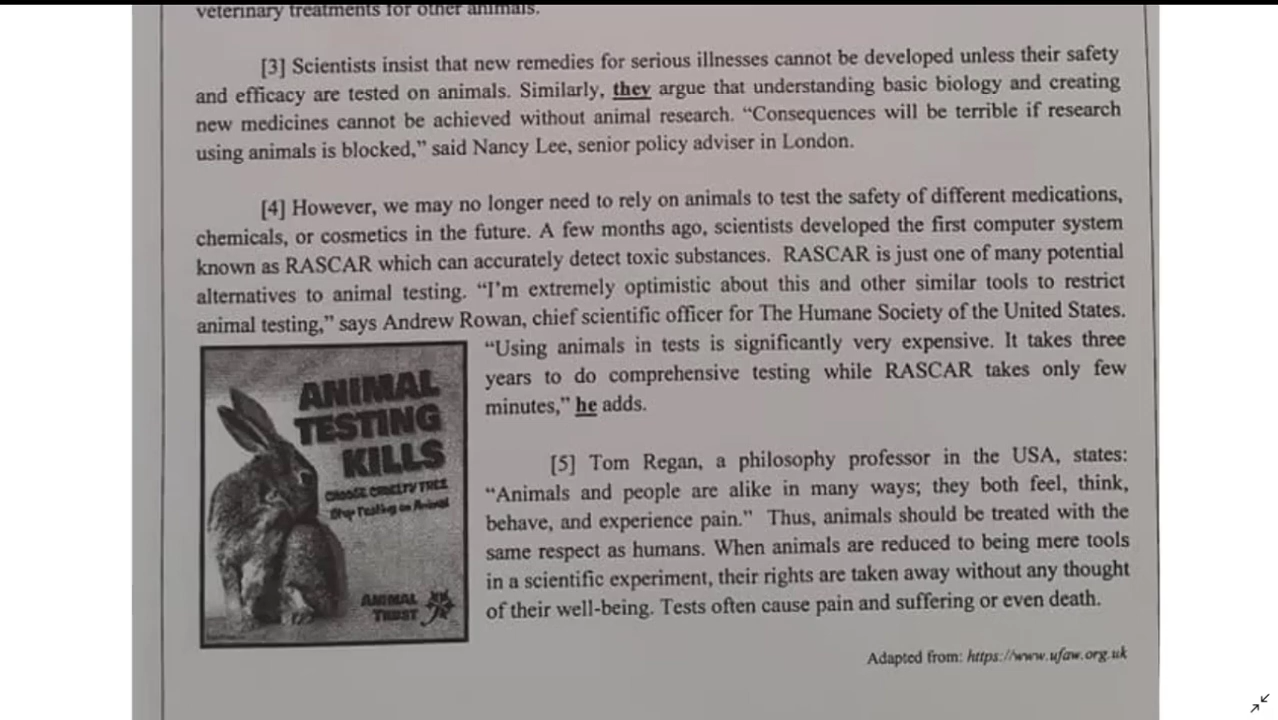 veterinary treatments for other animals.
[3] Scientists insist that new remedies for serious illnesses cannot be developed unless their safety
and efficacy are tested on animals. Similarly, they argue that understanding basic biology and creating
new medicines cannot be achieved without animal research. “Consequences will be terrible if research
using animals is blocked,” said Nancy Lee, senior policy adviser in London.
[4] However, we may no longer need to rely on animals to test the safety of different medications,
chemicals, or cosmetics in the future. A few months ago, scientists developed the first computer system
known as RASCAR which can accurately detect toxic substances. RASCAR is just one of many potential
alternatives to animal testing. “I’m extremely optimistic about this and other similar tools to restrict
animal testing,” says Andrew Rowan, chief scientific officer for The Humane Society of the United States.
“Using animals in tests is significantly very expensive. It takes three
years to do comprehensive testing while RASCAR takes only few
minutes,” he adds.
ANIMAL
TESTING
KILLS
CHOOSE CRUELTY FREE
Stop Testing on Animal
ANIMAL
TRUST
[5] Tom Regan, a philosophy professor in the USA, states:
“Animals and people are alike in many ways; they both feel, think,
behave, and experience pain.” Thus, animals should be treated with the
same respect as humans. When animals are reduced to being mere tools
in a scientific experiment, their rights are taken away without any thought
of their well-being. Tests often cause pain and suffering or even death.
Adapted from: https://www.ufaw.org.uk